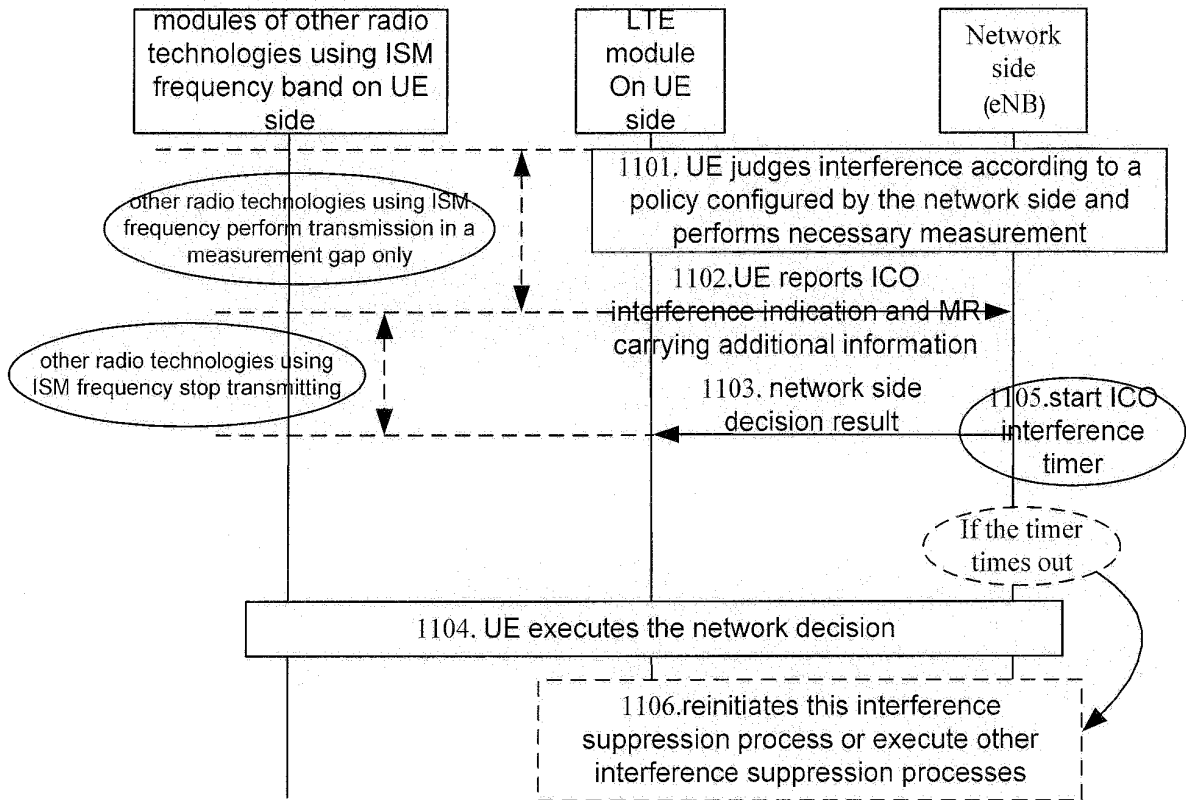 modules of other radio
technologies using ISM
frequency band on UE
side
LTE
module
On UE
side
Network
side
(eNB)
1101. UE judges interference according to a
policy configured by the network side and
performs necessary measurement
other radio technologies using ISM
frequency perform transmission in a
measurement gap only
1102.UE reports ICO
interference indication and MR
carrying additional information
other radio technologies using
ISM frequency stop transmitting
1103. network side
decision result
1105.start ICO
interference
timer
If the timer
times out
1104. UE executes the network decision
1106.reinitiates this interference
suppression process or execute other
interference suppression processes